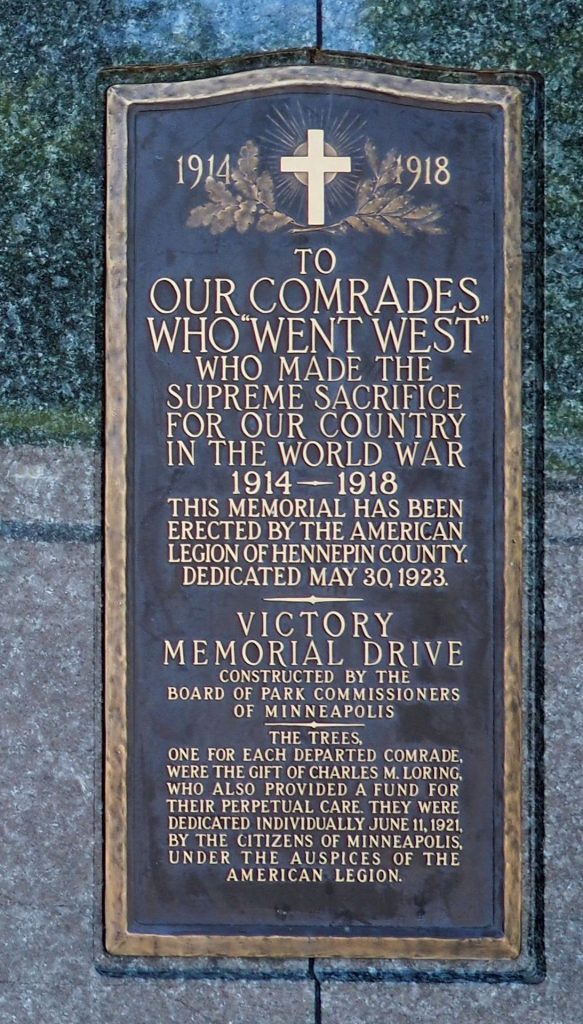 1914 1918
TO
OUR COMRADES
WHO "WENT WEST"
WHO MADE THE
SUPREME SACRIFICE
FOR OUR COUNTRY
IN THE WORLD WAR
1914—1918
THIS MEMORIAL HAS BEEN
ERECTED BY THE AMERICAN
LEGION OF HENNEPIN COUNTY.
DEDICATED MAY 30, 1923.
VICTORY
MEMORIAL DRIVE
CONSTRUCTED BY THE
BOARD OF PARK COMMISSIONERS
OF MINNEAPOLIS
THE TREES,
ONE FOR EACH DEPARTED COMRADE,
WERE THE GIFT OF CHARLES M. LORING,
WHO ALSO PROVIDED A FUND FOR
THEIR PERPETUAL CARE. THEY WERE
DEDICATED INDIVIDUALLY JUNE 11, 1921,
BY THE CITIZENS OF MINNEAPOLIS,
UNDER THE AUSPICES OF THE
AMERICAN LEGION.